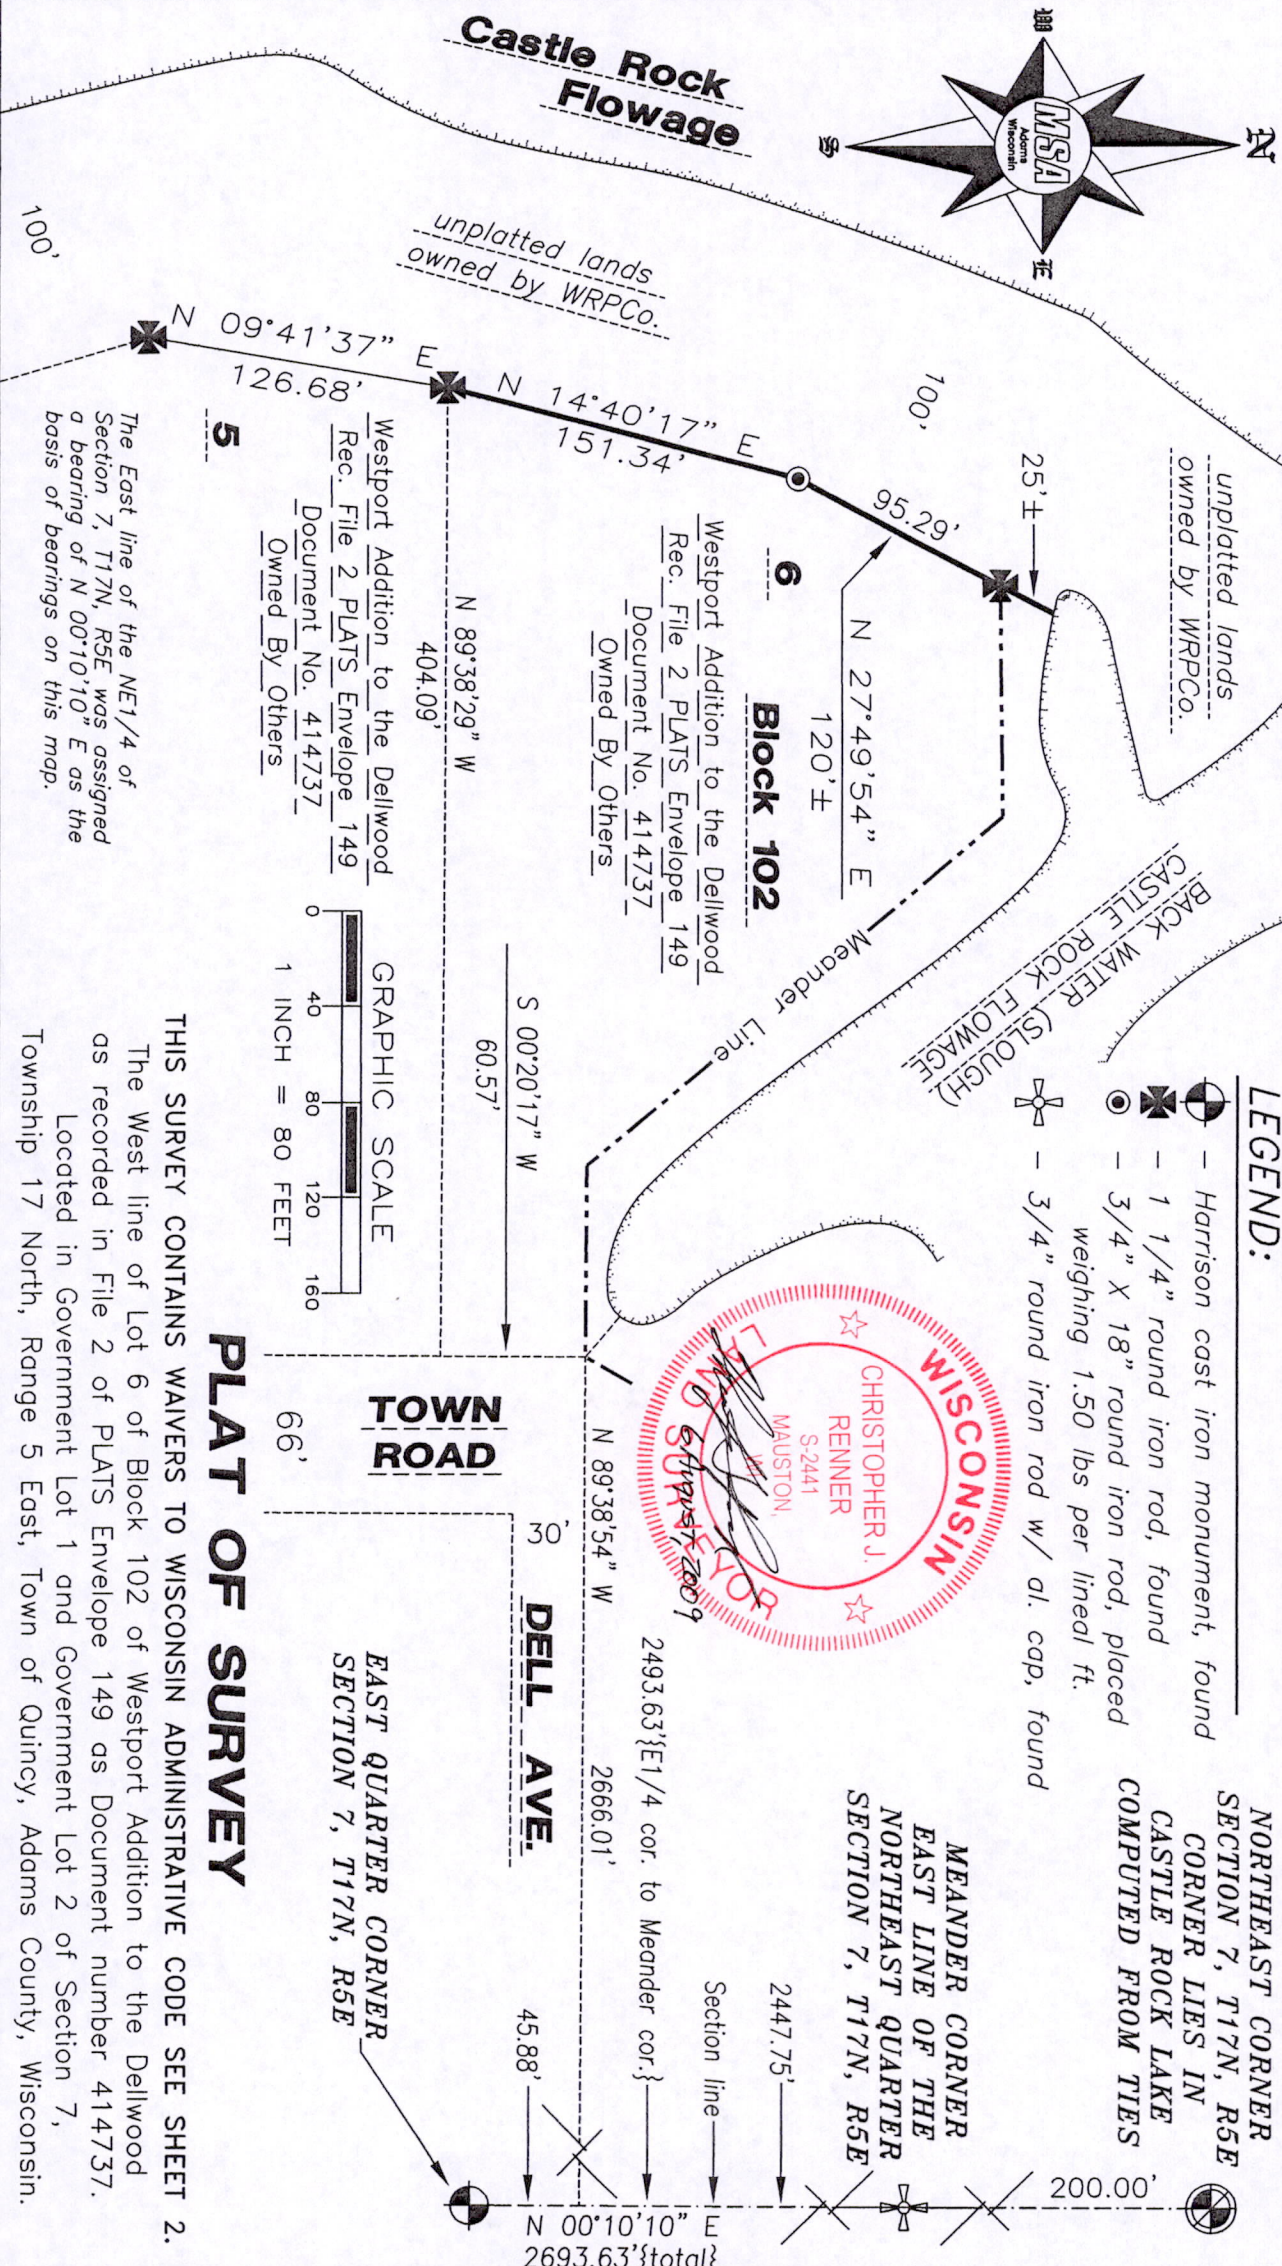 N
W
E
S
MSA
Adams
Wisconsin
Castle Rock
Flowage
unplatted lands
owned by WRPCo.
unplatted lands
owned by WRPCo.
100'
100'
25'±
N 09°41'37" E
126.68'
N 14°40'17" E
151.34'
95.29'
N 27°49'54" E
120'±
6
Block 102
Westport Addition to the Dellwood
Rec. File 2 PLATS Envelope 149
Document No. 414737
Owned By Others
5
Westport Addition to the Dellwood
Rec. File 2 PLATS Envelope 149
Document No. 414737
Owned By Others
N 89°38'29" W
404.09'
S 00°20'17" W
60.57'
Meander Line
BACK WATER (SLOUGH)
CASTLE ROCK FLOWAGE
The East line of the NE1/4 of
Section 7, T17N, R5E was assigned
a bearing of N 00°10'10" E as the
basis of bearings on this map.
GRAPHIC SCALE
0 40 80 120 160
1 INCH = 80 FEET
LEGEND:
– Harrison cast iron monument, found
– 1 1/4" round iron rod, found
– 3/4" X 18" round iron rod, placed
weighing 1.50 lbs per lineal ft.
– 3/4" round iron rod w/ al. cap, found
WISCONSIN
CHRISTOPHER J.
RENNER
S-2441
MAUSTON,
WI
LAND SURVEYOR
6 August, 2009
TOWN
ROAD
66'
30'
DELL AVE.
N 89°38'54" W 2666.01'
2493.63'{E1/4 cor. to Meander cor.}
Section line
2447.75'
45.88'
N 00°10'10" E
2693.63'{total}
200.00'
NORTHEAST CORNER
SECTION 7, T17N, R5E
CORNER LIES IN
CASTLE ROCK LAKE
COMPUTED FROM TIES
MEANDER CORNER
EAST LINE OF THE
NORTHEAST QUARTER
SECTION 7, T17N, R5E
EAST QUARTER CORNER
SECTION 7, T17N, R5E
PLAT OF SURVEY
THIS SURVEY CONTAINS WAIVERS TO WISCONSIN ADMINISTRATIVE CODE SEE SHEET 2.
The West line of Lot 6 of Block 102 of Westport Addition to the Dellwood
as recorded in File 2 of PLATS Envelope 149 as Document number 414737.
Located in Government Lot 1 and Government Lot 2 of Section 7,
Township 17 North, Range 5 East, Town of Quincy, Adams County, Wisconsin.